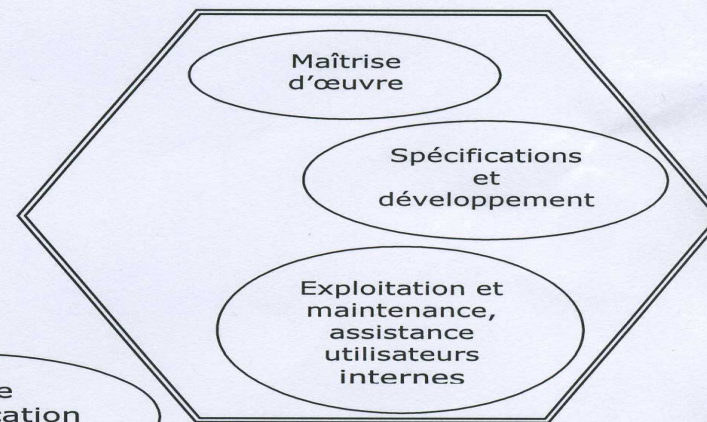 Maîtrise
d'œuvre
Spécifications
et
développement
Exploitation et
maintenance,
assistance
utilisateurs
internes